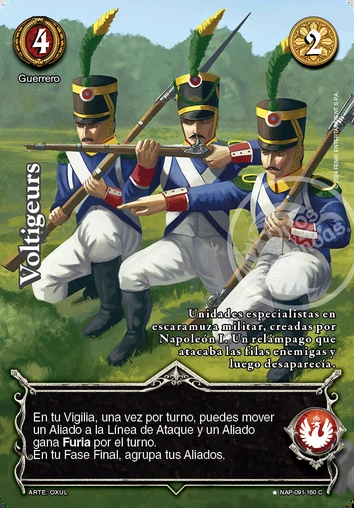 4
2
Guerrero
Voltigeurs
Unidades especialistas en
escaramuza militar, creadas por
Napoleón I. Un relámpago que
atacaba las filas enemigas y
luego desaparecía.
En tu Vigilia, una vez por turno, puedes mover
un Aliado a la Línea de Ataque y un Aliado
gana Furia por el turno.
En tu Fase Final, agrupa tus Aliados.
ARTE: OXUL
★ NAP-091-160 C